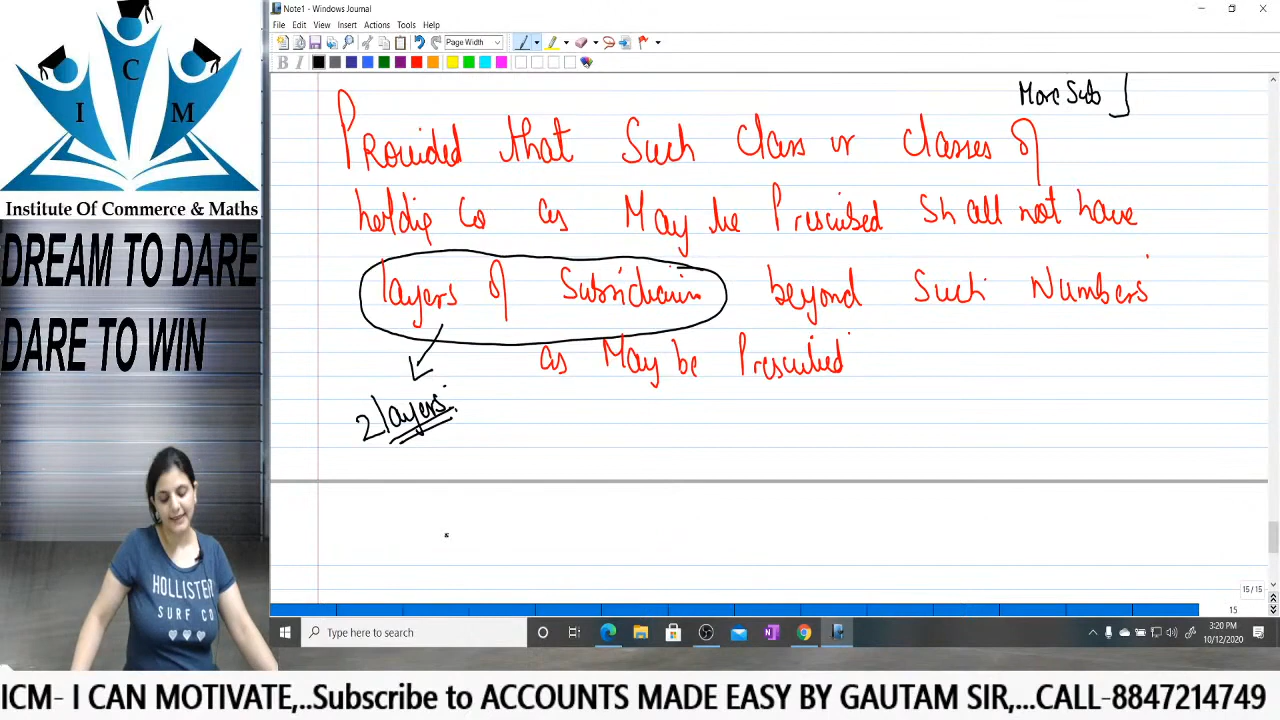 Note1 - Windows Journal
File Edit View Insert Actions Tools Help
Page Width
B I
I C M
Institute Of Commerce & Maths
DREAM TO DARE
DARE TO WIN
More Sub
Provided that Such Class or Classes of
holdig Co as May be Prescribed Shall not have
layers of Subsidiaries beyond Such Numbers
as May be Prescribed
2 layers
HOLLISTER
SURF CO
15/15
15
Type here to search
3:20 PM
10/12/2020
ICM- I CAN MOTIVATE,..Subscribe to ACCOUNTS MADE EASY BY GAUTAM SIR,...CALL-8847214749